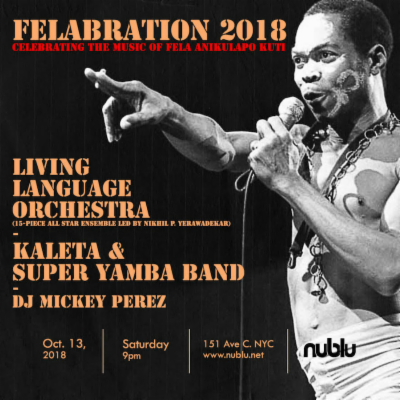 FELABRATION 2018
CELEBRATING THE MUSIC OF FELA ANIKULAPO KUTI
LIVING
LANGUAGE
ORCHESTRA
(15-PIECE ALL STAR ENSEMBLE LED BY NIKHIL P. YERAWADEKAR)
-
KALETA &
SUPER YAMBA BAND
-
DJ MICKEY PEREZ
Oct. 13,
2018
Saturday
9pm
151 Ave C. NYC
www.nublu.net
nublu